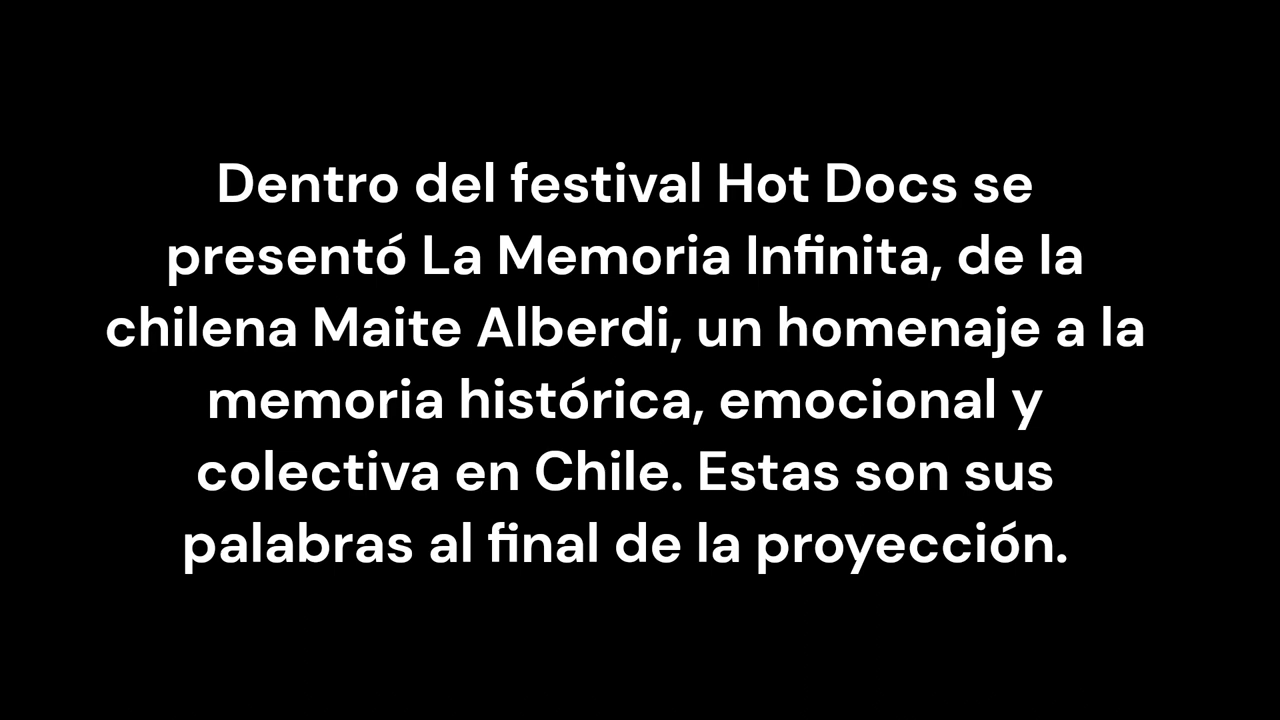 Dentro del festival Hot Docs se
presentó La Memoria Infinita, de la
chilena Maite Alberdi, un homenaje a la
memoria histórica, emocional y
colectiva en Chile. Estas son sus
palabras al final de la proyección.